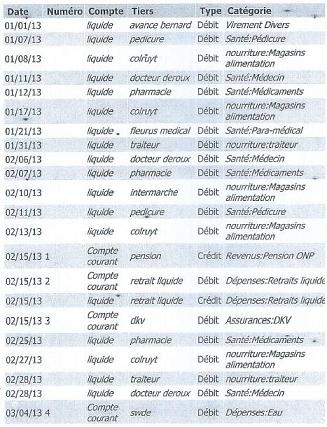 Date Numéro Compte Tiers Type Catégorie
01/01/13 liquide avance bernard Débit Virement Divers
01/07/13 liquide pedicure Débit Santé:Pédicure
01/08/13 liquide colruyt Débit nourriture:Magasins
alimentation
01/11/13 liquide docteur deroux Débit Santé:Médecin
01/12/13 liquide pharmacie Débit Santé:Médicaments
01/17/13 liquide colruyt Débit nourriture:Magasins
alimentation
01/21/13 liquide fleurus medical Débit Santé:Para-médical
01/31/13 liquide traiteur Débit nourriture:traiteur
02/06/13 liquide docteur deroux Débit Santé:Médecin
02/07/13 liquide pharmacie Débit Santé:Médicaments
02/10/13 liquide intermarche Débit nourriture:Magasins
alimentation
02/11/13 liquide pedicure Débit Santé:Pédicure
02/13/13 liquide colruyt Débit nourriture:Magasins
alimentation
02/15/13 1 Compte
courant pension Crédit Revenus:Pension ONP
02/15/13 2 Compte
courant retrait liquide Débit Dépenses:Retraits liquide
02/15/13 liquide retrait liquide Crédit Dépenses:Retraits liquide
02/15/13 3 Compte
courant dkv Débit Assurances:DKV
02/25/13 liquide pharmacie Débit Santé:Médicaments
02/27/13 liquide colruyt Débit nourriture:Magasins
alimentation
02/28/13 liquide traiteur Débit nourriture:traiteur
02/28/13 liquide docteur deroux Débit Santé:Médecin
03/04/13 4 Compte
courant swde Débit Dépenses:Eau